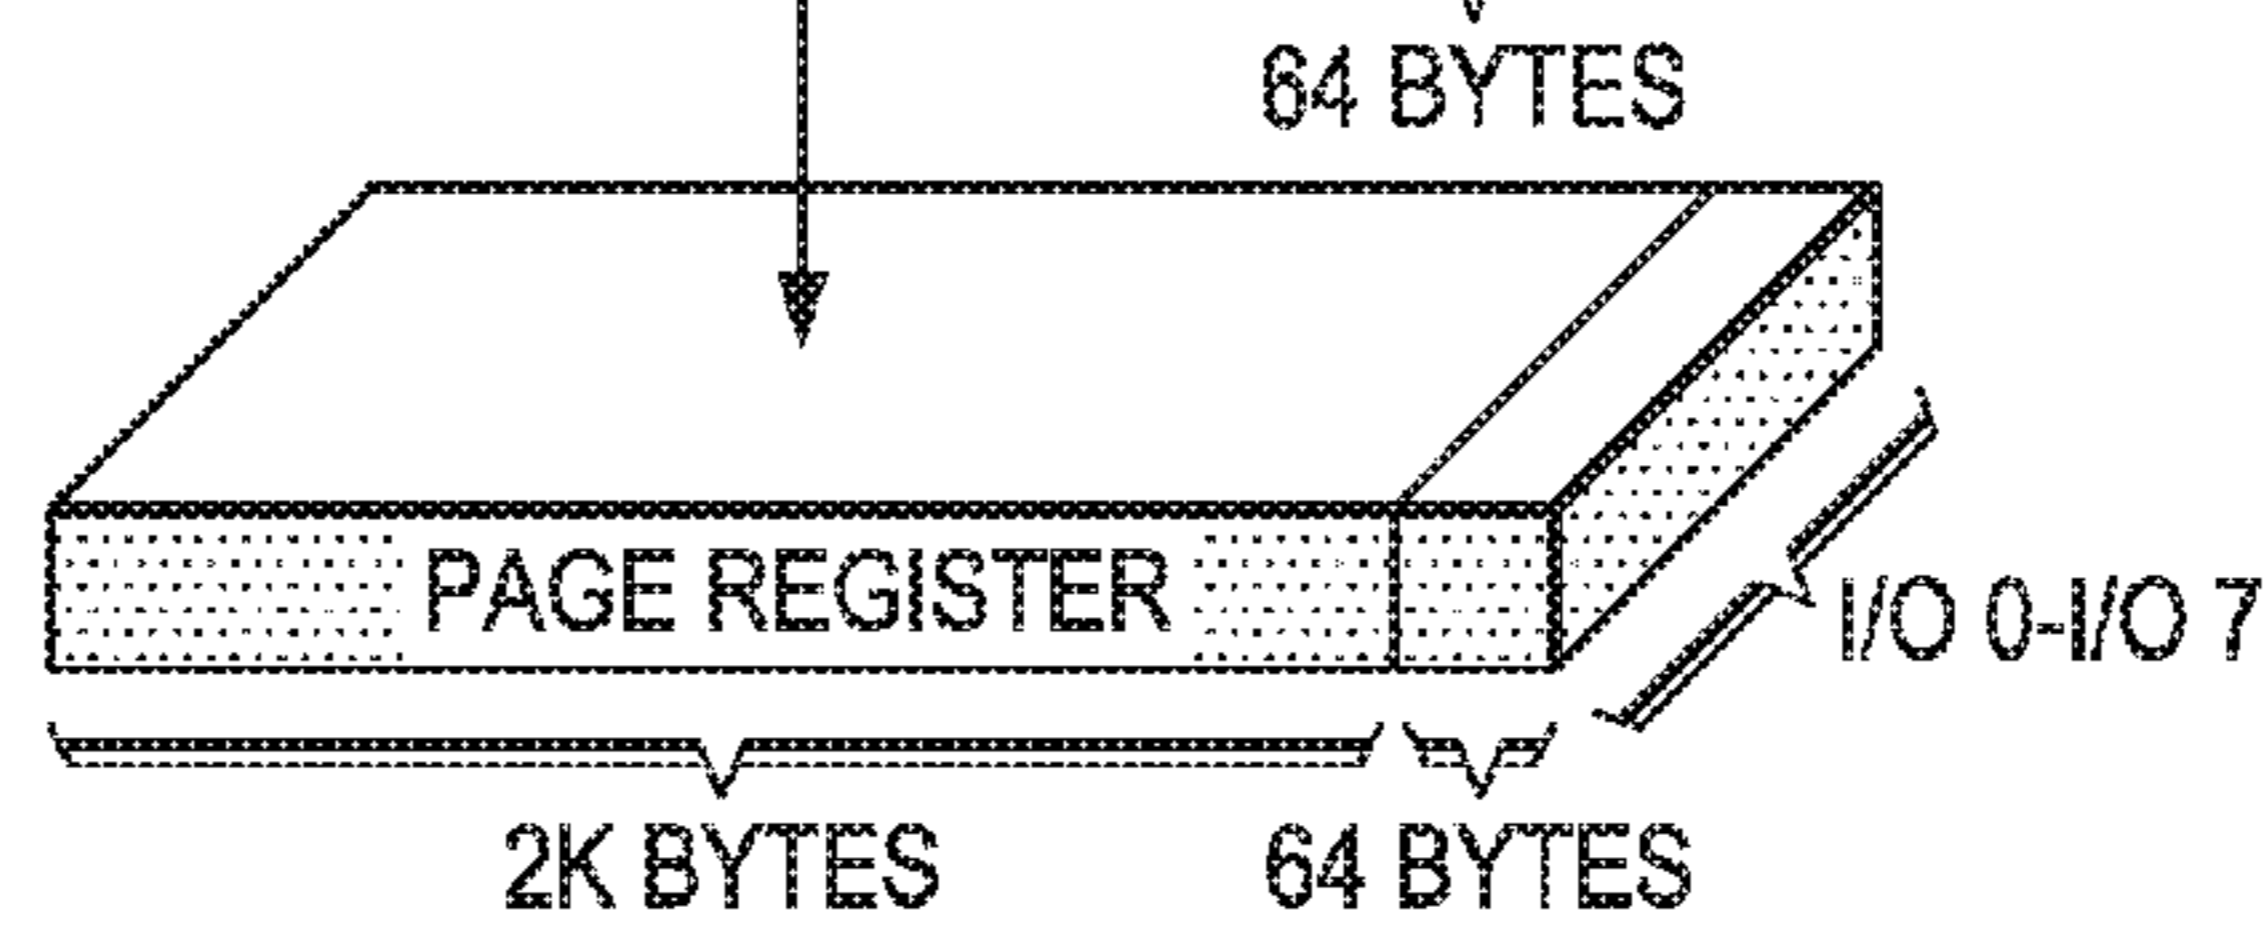 64 BYTES
PAGE REGISTER
I/O 0-I/O 7
2K BYTES
64 BYTES